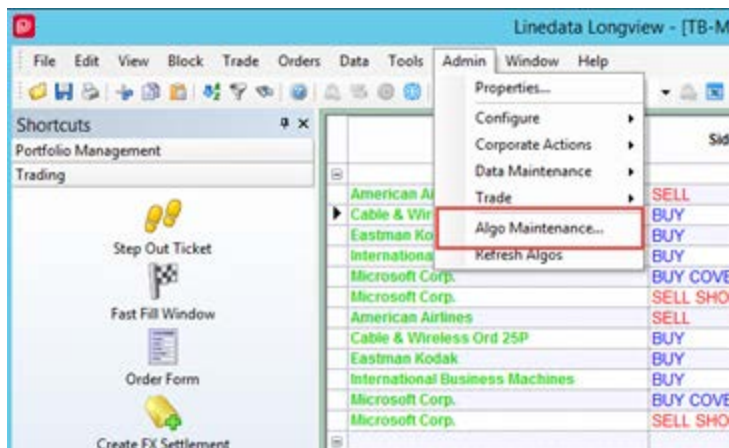 Linedata Longview - [TB-M
File Edit View Block Trade Orders Data Tools Admin Window Help
Shortcuts
Portfolio Management
Trading
Step Out Ticket
Fast Fill Window
Order Form
Create FX Settlement
Properties...
Configure
Corporate Actions
Data Maintenance
Trade
Algo Maintenance...
Refresh Algos
Sid
American Ai SELL
Cable & Wir BUY
Eastman Ko BUY
Internationa BUY
Microsoft Corp. BUY COVE
Microsoft Corp. SELL SHO
American Airlines SELL
Cable & Wireless Ord 25P BUY
Eastman Kodak BUY
International Business Machines BUY
Microsoft Corp. BUY COVE
Microsoft Corp. SELL SHO